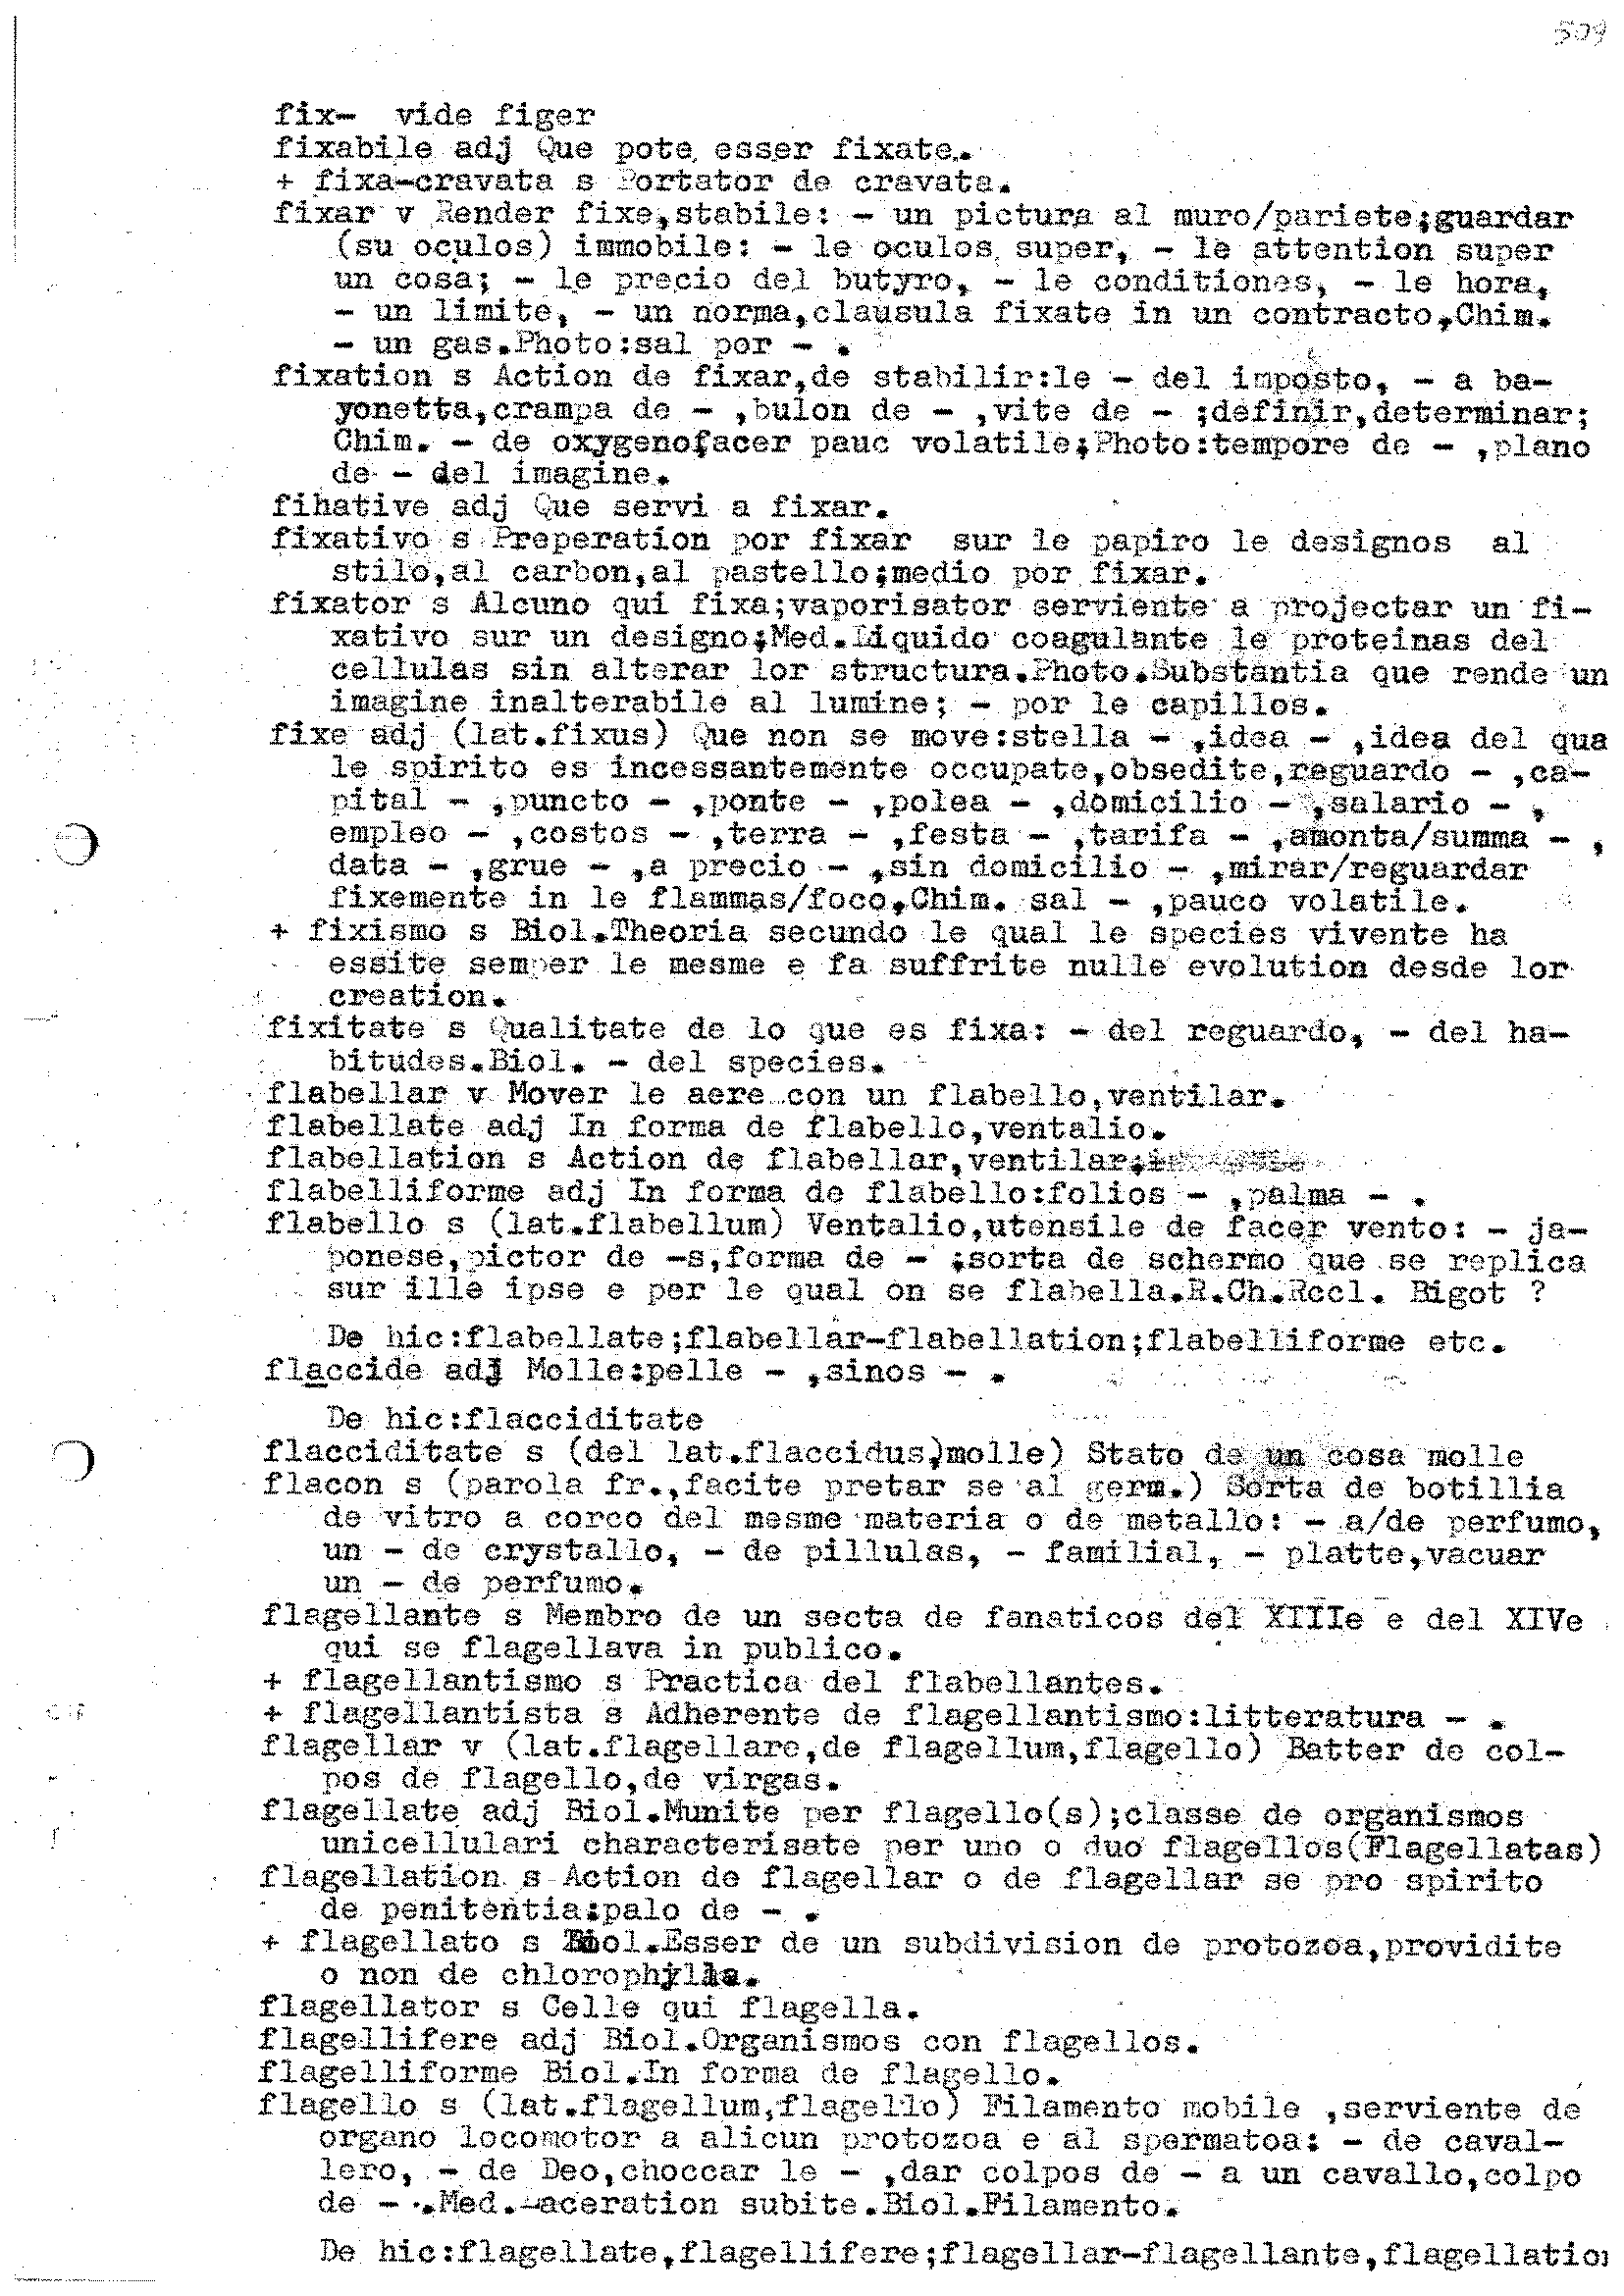 509
fix-  vide figer
fixabile adj Que pote esser fixate.
+ fixa-cravata s Portator de cravata.
fixar v Render fixe,stabile: - un pictura al muro/pariete;guardar
(su oculos) immobile: - le oculos super, - le attention super
un cosa; - le precio del butyro, - le conditiones, - le hora,
- un limite, - un norma,clausula fixate in un contracto,Chim.
- un gas.Photo:sal por - .
fixation s Action de fixar,de stabilir:le - del imposto, - a ba-
yonetta,crampa de - ,bulon de - ,vite de - ;definir,determinar;
Chim. - de oxygeno;facer pauc volatile;Photo:tempore de - ,plano
de - del imagine.
fihative adj Que servi a fixar.
fixativo s Preperation por fixar  sur le papiro le designos  al
stilo,al carbon,al pastello;medio por fixar.
fixator s Alcuno qui fixa;vaporisator serviente a projectar un fi-
xativo sur un designo;Med.Liquido coagulante le proteinas del
cellulas sin alterar lor structura.Photo.Substantia que rende un
imagine inalterabile al lumine; - por le capillos.
fixe adj (lat.fixus) Que non se move:stella - ,idea - ,idea del qua
le spirito es incessantemente occupate,obsedite,reguardo - ,ca-
pital - ,puncto - ,ponte - ,polea - ,domicilio - ,salario - ,
empleo - ,costos - ,terra - ,festa - ,tarifa - ,amonta/summa - ,
data - ,grue - ,a precio - ,sin domicilio - ,mirar/reguardar
fixemente in le flammas/foco,Chim. sal - ,pauco volatile.
+ fixismo s Biol.Theoria secundo le qual le species vivente ha
essite semper le mesme e fa suffrite nulle evolution desde lor
creation.
fixitate s Qualitate de lo que es fixa: - del reguardo, - del ha-
bitudes.Biol. - del species.
flabellar v Mover le aere con un flabello,ventilar.
flabellate adj In forma de flabello,ventalio.
flabellation s Action de flabellar,ventilar;
flabelliforme adj In forma de flabello:folios - ,palma - .
flabello s (lat.flabellum) Ventalio,utensile de facer vento: - ja-
ponese,pictor de -s,forma de - ;sorta de schermo que se replica
sur ille ipse e per le qual on se flabella.R.Ch.Rccl. Bigot ?
De hic:flabellate;flabellar-flabellation;flabelliforme etc.
flaccide adj Molle:pelle - ,sinos - .
De hic:flacciditate
flacciditate s (del lat.flaccidus,molle) Stato de un cosa molle
flacon s (parola fr.,facite pretar se al germ.) Sorta de botillia
de vitro a corco del mesme materia o de metallo: - a/de perfumo,
un - de crystallo, - de pillulas, - familial, - platte,vacuar
un - de perfumo.
flagellante s Membro de un secta de fanaticos del XIIIe e del XIVe
qui se flagellava in publico.
+ flagellantismo s Practica del flabellantes.
+ flagellantista s Adherente de flagellantismo:litteratura - .
flagellar v (lat.flagellare,de flagellum,flagello) Batter de col-
pos de flagello,de virgas.
flagellate adj Biol.Munite per flagello(s);classe de organismos
unicellulari characterisate per uno o duo flagellos(Flagellatas)
flagellation s Action de flagellar o de flagellar se pro spirito
de penitentia:palo de - .
+ flagellato s Biol.Esser de un subdivision de protozoa,providite
o non de chlorophylla.
flagellator s Celle qui flagella.
flagellifere adj Biol.Organismos con flagellos.
flagelliforme Biol.In forma de flagello.
flagello s (lat.flagellum,flagello) Filamento mobile ,serviente de
organo locomotor a alicun protozoa e al spermatoa: - de caval-
lero, - de Deo,choccar le - ,dar colpos de - a un cavallo,colpo
de - .Med.Laceration subite.Biol.Filamento.
De hic:flagellate,flagellifere;flagellar-flagellante,flagellation